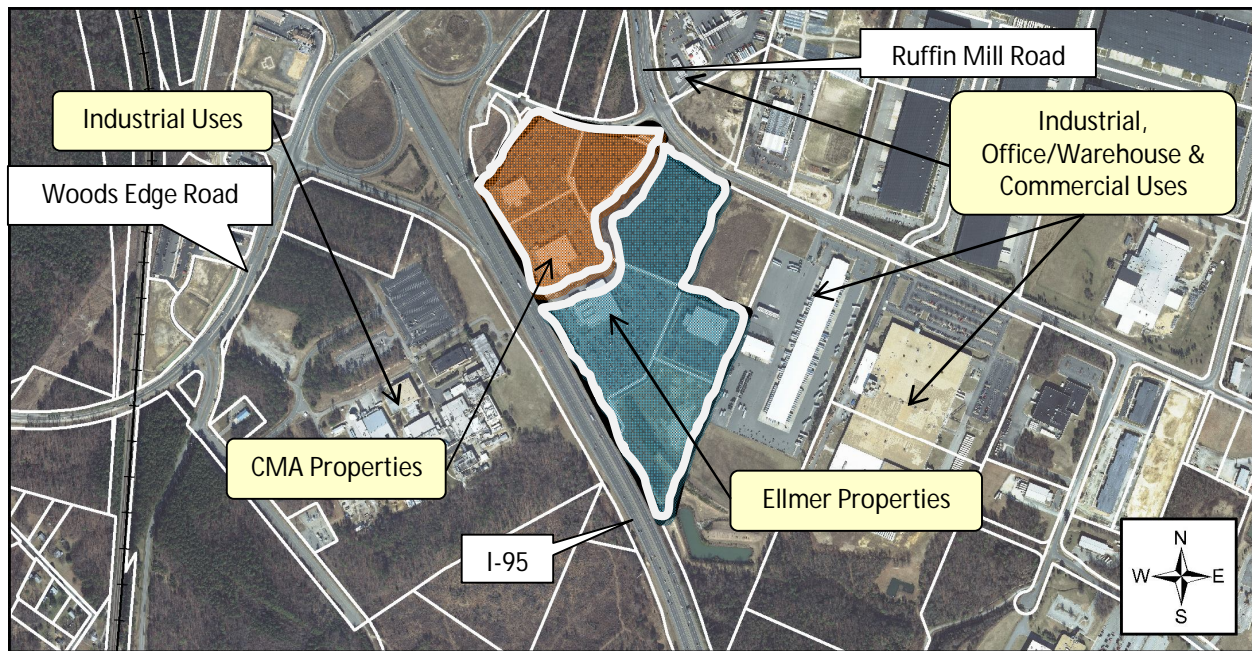 Ruffin Mill Road
Industrial Uses
Industrial,
Office/Warehouse &
Commercial Uses
Woods Edge Road
CMA Properties
Ellmer Properties
I-95
N
W E
S